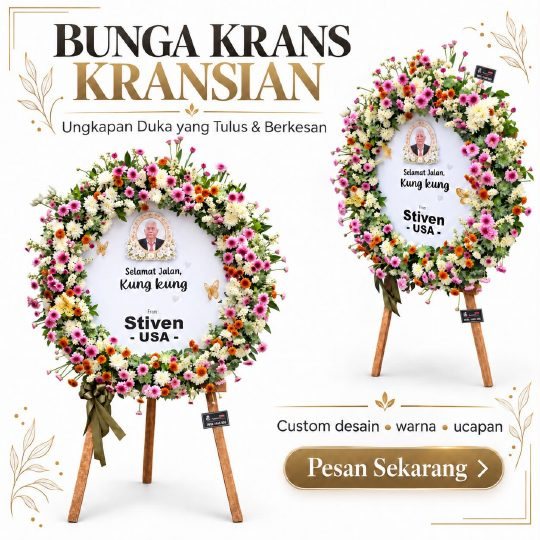 BUNGA KRANS
KRANSIAN
Ungkapan Duka yang Tulus & Berkesan
Selamat Jalan,
Kung kung
From:
Stiven
- USA -
Selamat Jalan,
Kung kung
From:
Stiven
- USA -
Custom desain • warna • ucapan
Pesan Sekarang >